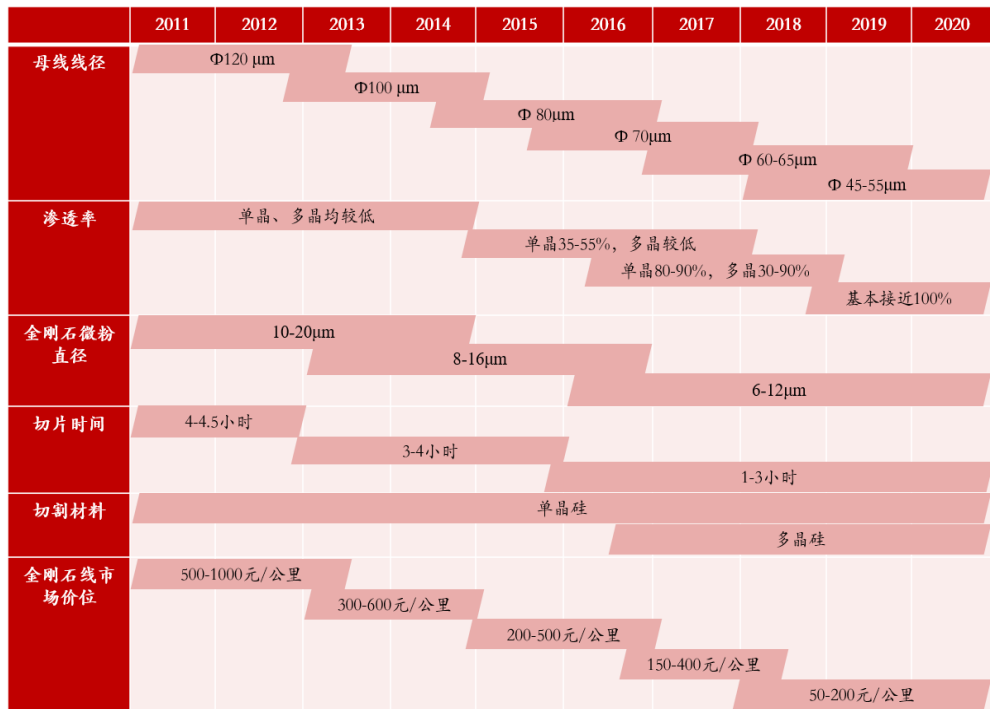 2011 2012 2013 2014 2015 2016 2017 2018 2019 2020
母线线径
Φ120 μm
Φ100 μm
Φ 80μm
Φ 70μm
Φ 60-65μm
Φ 45-55μm
渗透率
单晶、多晶均较低
单晶35-55%，多晶较低
单晶80-90%，多晶30-90%
基本接近100%
金刚石微粉
直径
10-20μm
8-16μm
6-12μm
切片时间
4-4.5小时
3-4小时
1-3小时
切割材料
单晶硅
多晶硅
金刚石线市
场价位
500-1000元/公里
300-600元/公里
200-500元/公里
150-400元/公里
50-200元/公里